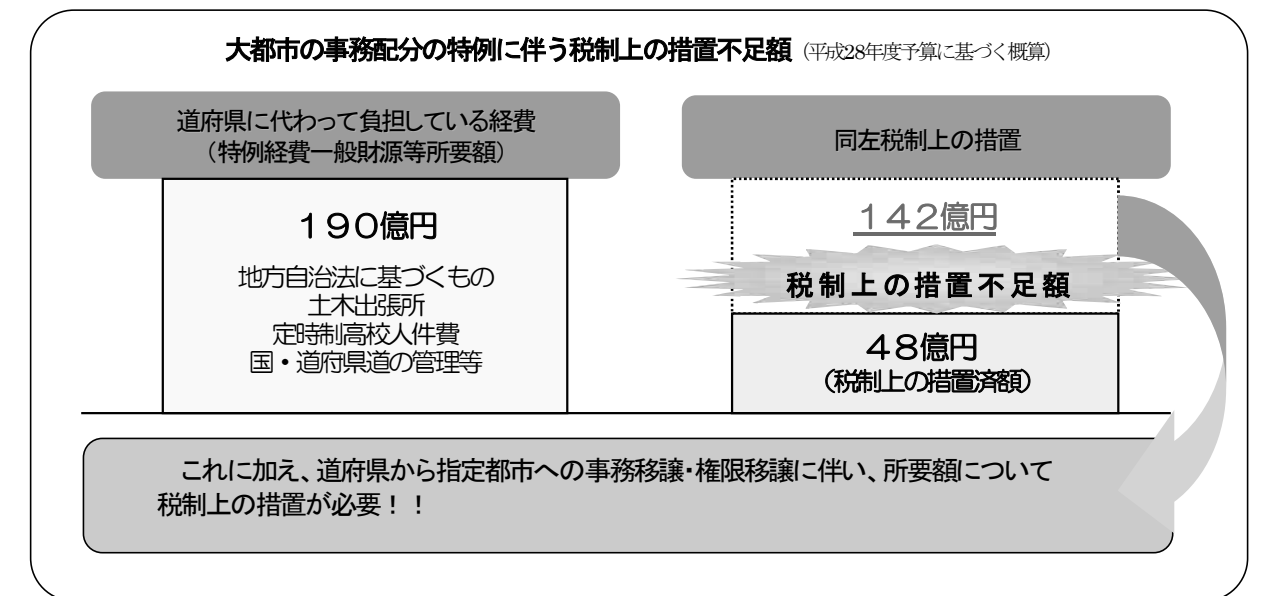 大都市の事務配分の特例に伴う税制上の措置不足額（平成28年度予算に基づく概算）
道府県に代わって負担している経費
（特例経費一般財源等所要額）
同左税制上の措置
１９０億円
地方自治法に基づくもの
土木出張所
定時制高校人件費
国・道府県道の管理等
１４２億円
税制上の措置不足額
４８億円
（税制上の措置済額）
これに加え、道府県から指定都市への事務移譲・権限移譲に伴い、所要額について
税制上の措置が必要！！